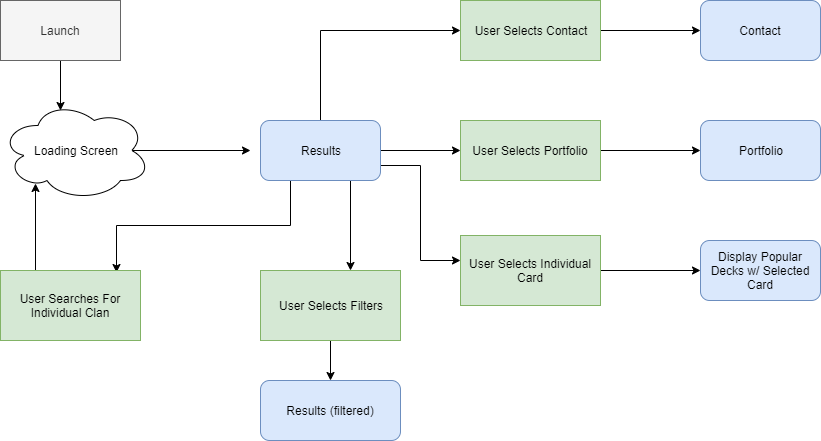 Launch
User Selects Contact
Contact
Loading Screen
Results
User Selects Portfolio
Portfolio
User Selects Individual
Card
Display Popular
Decks w/ Selected
Card
User Searches For
Individual Clan
User Selects Filters
Results (filtered)